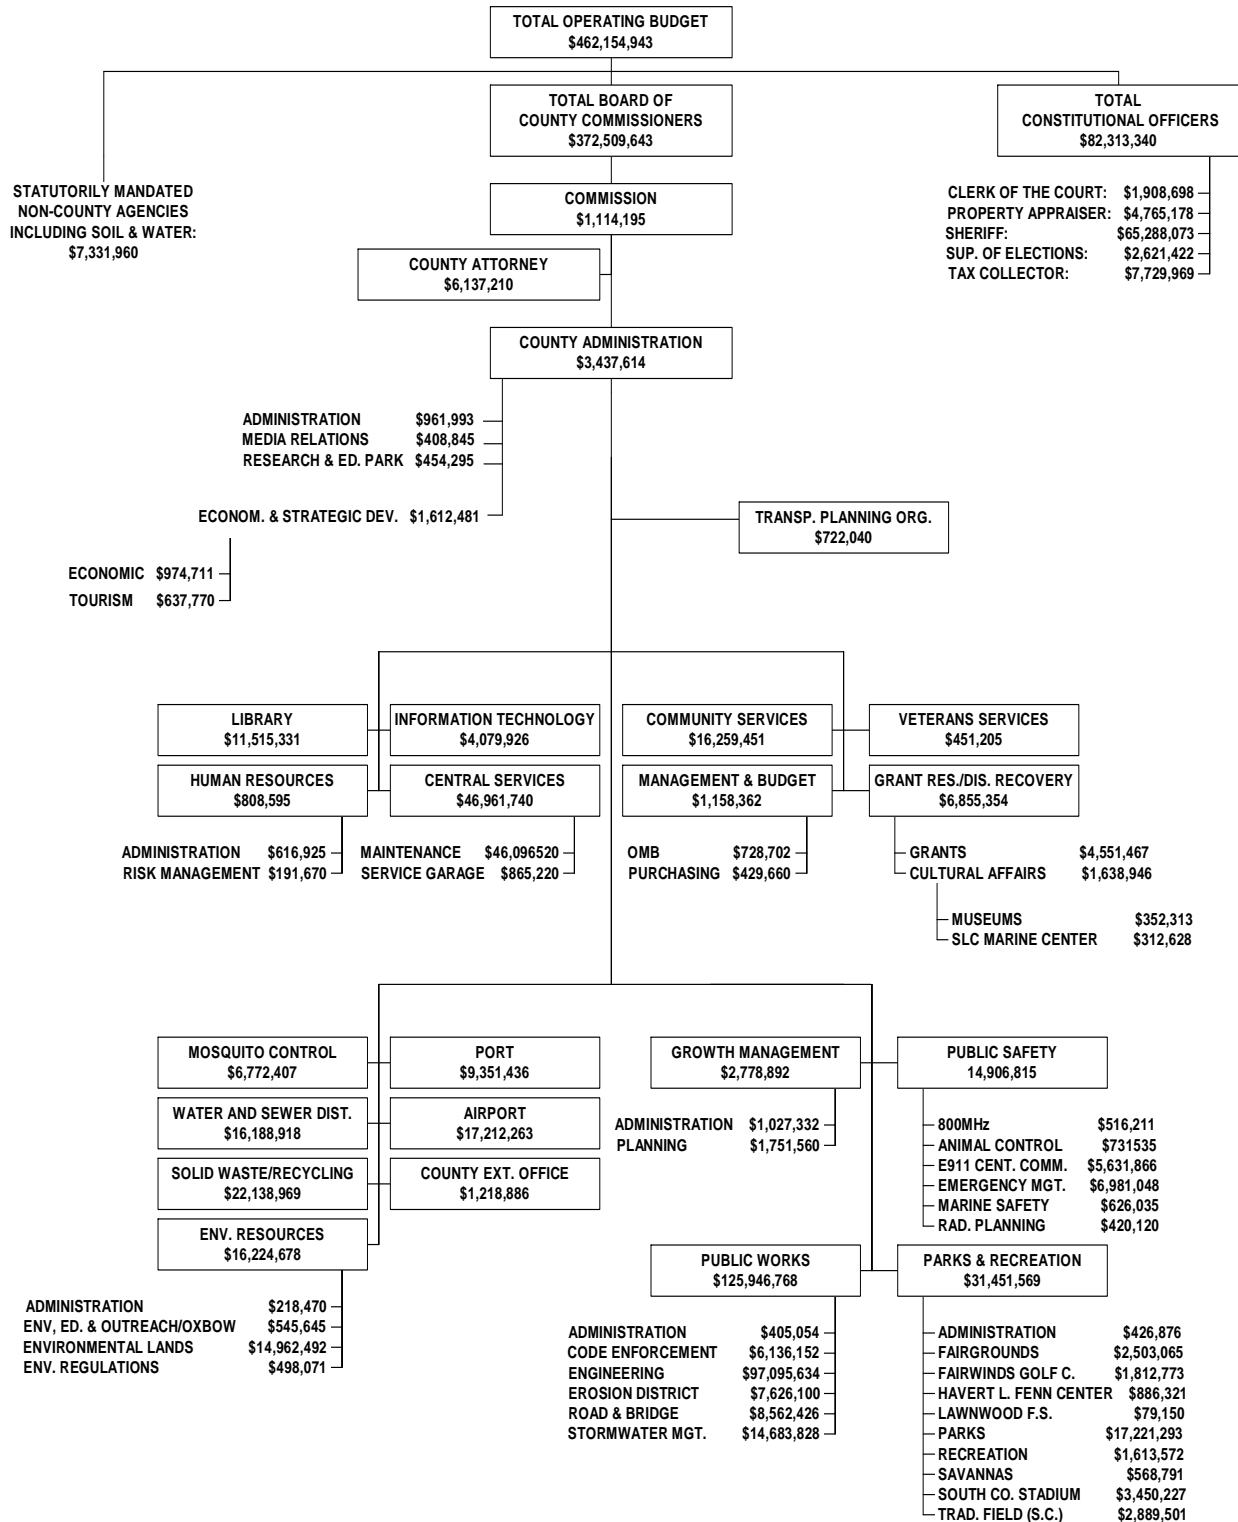 TOTAL OPERATING BUDGET
$462,154,943
TOTAL BOARD OF
COUNTY COMMISSIONERS
$372,509,643
TOTAL
CONSTITUTIONAL OFFICERS
$82,313,340
STATUTORILY MANDATED
NON-COUNTY AGENCIES
INCLUDING SOIL & WATER:
$7,331,960
COMMISSION
$1,114,195
CLERK OF THE COURT: $1,908,698
PROPERTY APPRAISER: $4,765,178
SHERIFF: $65,288,073
SUP. OF ELECTIONS: $2,621,422
TAX COLLECTOR: $7,729,969
COUNTY ATTORNEY
$6,137,210
COUNTY ADMINISTRATION
$3,437,614
ADMINISTRATION $961,993
MEDIA RELATIONS $408,845
RESEARCH & ED. PARK $454,295
ECONOM. & STRATEGIC DEV. $1,612,481
TRANSP. PLANNING ORG.
$722,040
ECONOMIC $974,711
TOURISM $637,770
LIBRARY
$11,515,331
INFORMATION TECHNOLOGY
$4,079,926
COMMUNITY SERVICES
$16,259,451
VETERANS SERVICES
$451,205
HUMAN RESOURCES
$808,595
CENTRAL SERVICES
$46,961,740
MANAGEMENT & BUDGET
$1,158,362
GRANT RES./DIS. RECOVERY
$6,855,354
ADMINISTRATION $616,925
RISK MANAGEMENT $191,670
MAINTENANCE $46,096520
SERVICE GARAGE $865,220
OMB $728,702
PURCHASING $429,660
GRANTS $4,551,467
CULTURAL AFFAIRS $1,638,946
MUSEUMS $352,313
SLC MARINE CENTER $312,628
MOSQUITO CONTROL
$6,772,407
PORT
$9,351,436
GROWTH MANAGEMENT
$2,778,892
PUBLIC SAFETY
14,906,815
WATER AND SEWER DIST.
$16,188,918
AIRPORT
$17,212,263
ADMINISTRATION $1,027,332
PLANNING $1,751,560
800MHz $516,211
ANIMAL CONTROL $731535
E911 CENT. COMM. $5,631,866
EMERGENCY MGT. $6,981,048
MARINE SAFETY $626,035
RAD. PLANNING $420,120
SOLID WASTE/RECYCLING
$22,138,969
COUNTY EXT. OFFICE
$1,218,886
ENV. RESOURCES
$16,224,678
PUBLIC WORKS
$125,946,768
PARKS & RECREATION
$31,451,569
ADMINISTRATION $218,470
ENV, ED. & OUTREACH/OXBOW $545,645
ENVIRONMENTAL LANDS $14,962,492
ENV. REGULATIONS $498,071
ADMINISTRATION $405,054
CODE ENFORCEMENT $6,136,152
ENGINEERING $97,095,634
EROSION DISTRICT $7,626,100
ROAD & BRIDGE $8,562,426
STORMWATER MGT. $14,683,828
ADMINISTRATION $426,876
FAIRGROUNDS $2,503,065
FAIRWINDS GOLF C. $1,812,773
HAVERT L. FENN CENTER $886,321
LAWNWOOD F.S. $79,150
PARKS $17,221,293
RECREATION $1,613,572
SAVANNAS $568,791
SOUTH CO. STADIUM $3,450,227
TRAD. FIELD (S.C.) $2,889,501